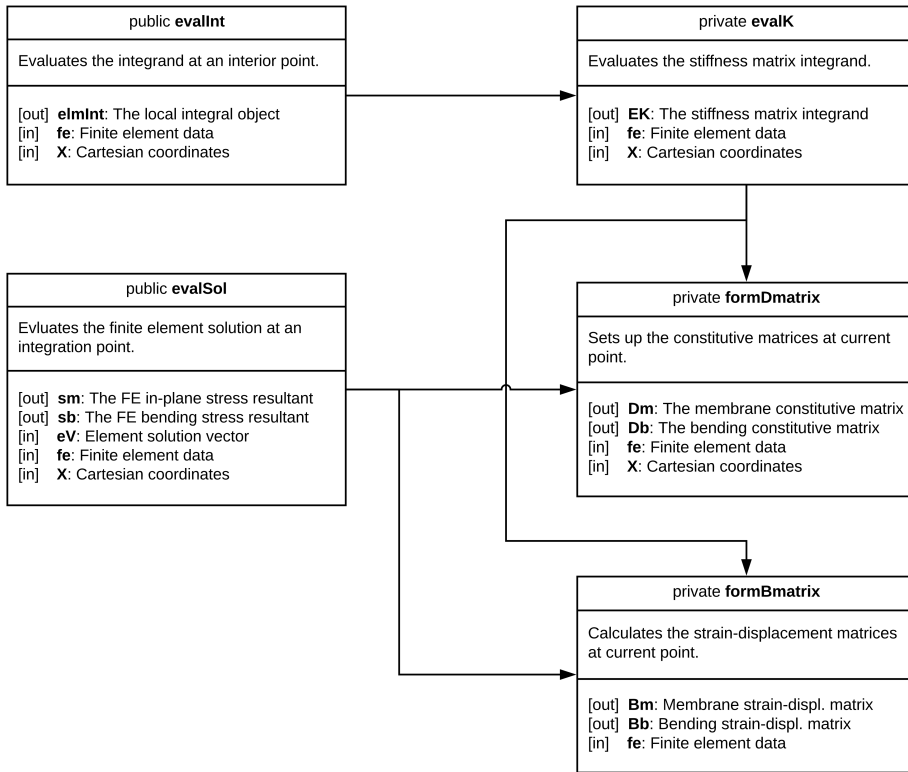 public evalInt
Evaluates the integrand at an interior point.
[out] elmInt: The local integral object
[in] fe: Finite element data
[in] X: Cartesian coordinates
private evalK
Evaluates the stiffness matrix integrand.
[out] EK: The stiffness matrix integrand
[in] fe: Finite element data
[in] X: Cartesian coordinates
public evalSol
Evluates the finite element solution at an
integration point.
[out] sm: The FE in-plane stress resultant
[out] sb: The FE bending stress resultant
[in] eV: Element solution vector
[in] fe: Finite element data
[in] X: Cartesian coordinates
private formDmatrix
Sets up the constitutive matrices at current
point.
[out] Dm: The membrane constitutive matrix
[out] Db: The bending constitutive matrix
[in] fe: Finite element data
[in] X: Cartesian coordinates
private formBmatrix
Calculates the strain-displacement matrices
at current point.
[out] Bm: Membrane strain-displ. matrix
[out] Bb: Bending strain-displ. matrix
[in] fe: Finite element data